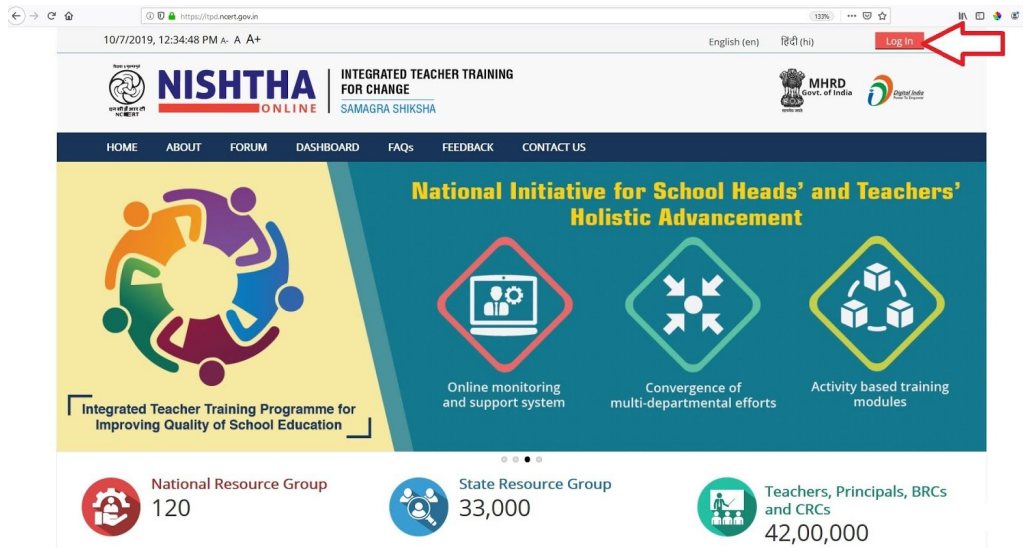 https://itpd.ncert.gov.in
133%
10/7/2019, 12:34:48 PM A- A A+
English (en) हिंदी (hi) Log In
NCERT
NISHTHA
ONLINE
INTEGRATED TEACHER TRAINING
FOR CHANGE
SAMAGRA SHIKSHA
MHRD
Govt. of India
Digital India
Power To Empower
HOME ABOUT FORUM DASHBOARD FAQs FEEDBACK CONTACT US
National Initiative for School Heads' and Teachers'
Holistic Advancement
Integrated Teacher Training Programme for
Improving Quality of School Education
Online monitoring
and support system
Convergence of
multi-departmental efforts
Activity based training
modules
National Resource Group
120
State Resource Group
33,000
Teachers, Principals, BRCs
and CRCs
42,00,000